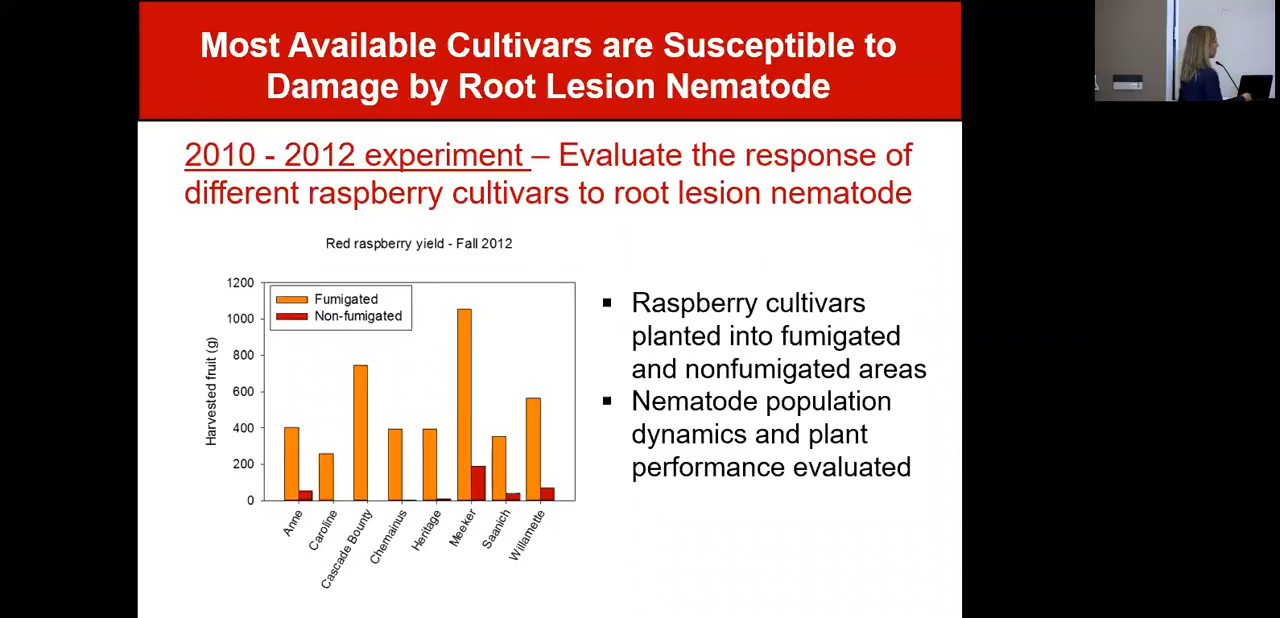 Most Available Cultivars are Susceptible to
Damage by Root Lesion Nematode
2010 - 2012 experiment – Evaluate the response of
different raspberry cultivars to root lesion nematode
Red raspberry yield - Fall 2012
Harvested fruit (g)
1200
1000
800
600
400
200
0
Fumigated
Non-fumigated
Anne
Caroline
Cascade Bounty
Chemainus
Heritage
Meeker
Saanich
Willamette
▪ Raspberry cultivars
planted into fumigated
and nonfumigated areas
▪ Nematode population
dynamics and plant
performance evaluated